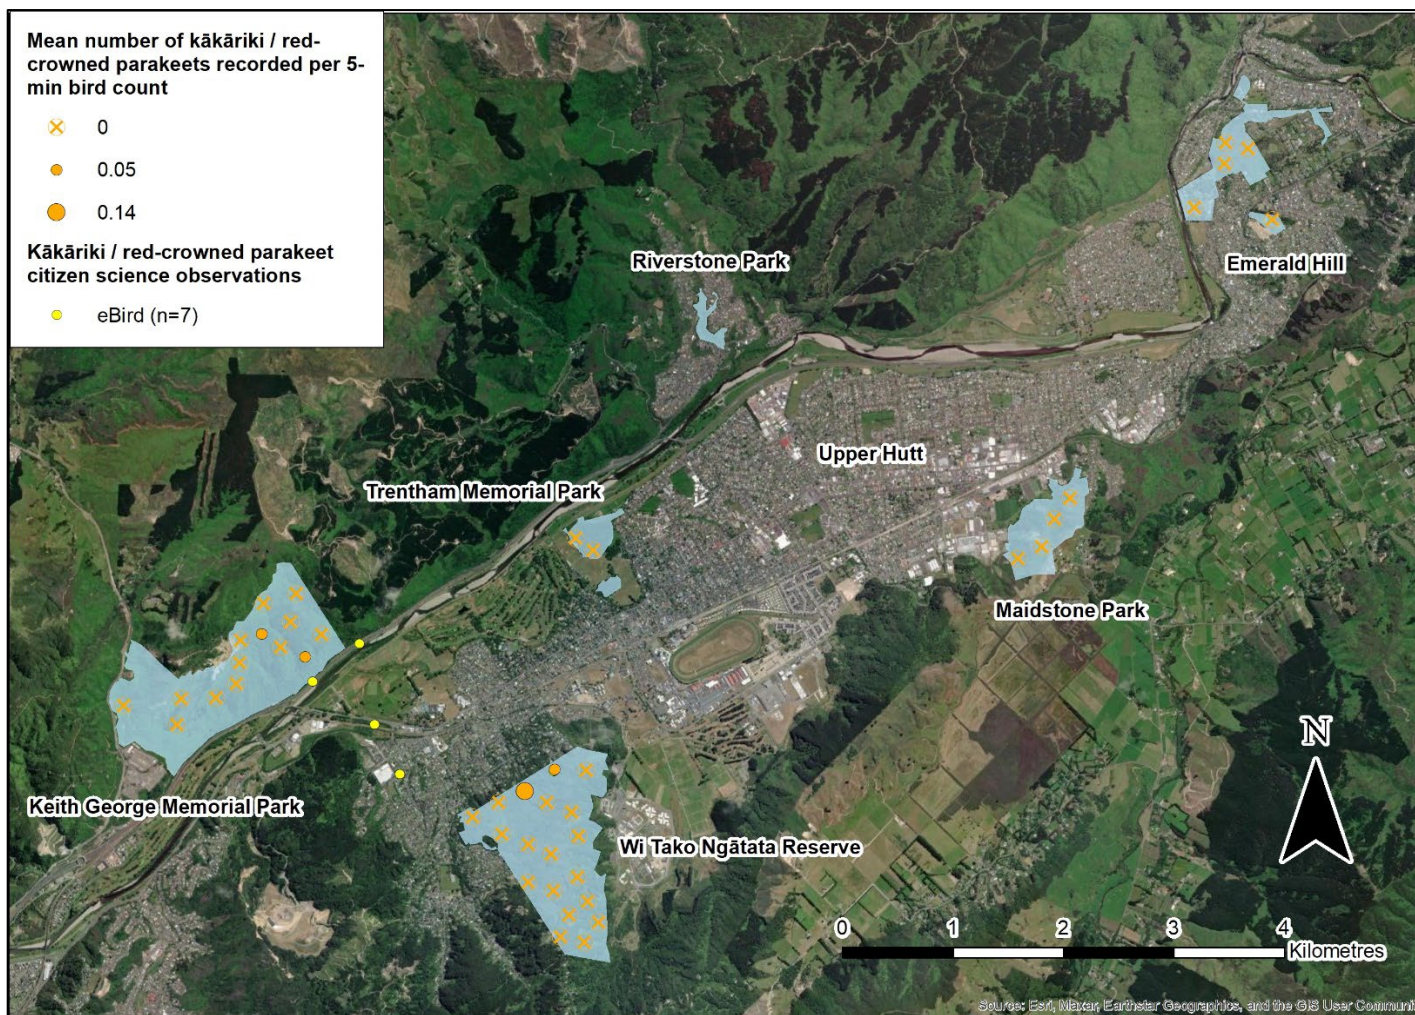 Mean number of kākāriki / red-
crowned parakeets recorded per 5-
min bird count
0
0.05
0.14
Kākāriki / red-crowned parakeet
citizen science observations
eBird (n=7)
Riverstone Park
Emerald Hill
Upper Hutt
Trentham Memorial Park
Maidstone Park
Keith George Memorial Park
Wi Tako Ngātata Reserve
N
0 1 2 3 4
Kilometres
Source: Esri, Maxar, Earthstar Geographics, and the GIS User Communit